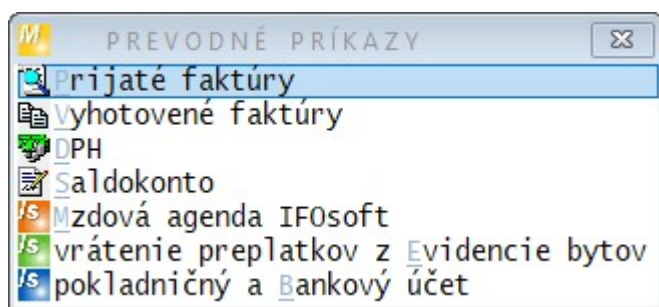 PREVODNÉ PRÍKAZY
Prijaté faktúry
Vyhotovené faktúry
DPH
Saldokonto
Mzdová agenda IFOsoft
vrátenie preplatkov z Evidencie bytov
pokladničný a Bankový účet